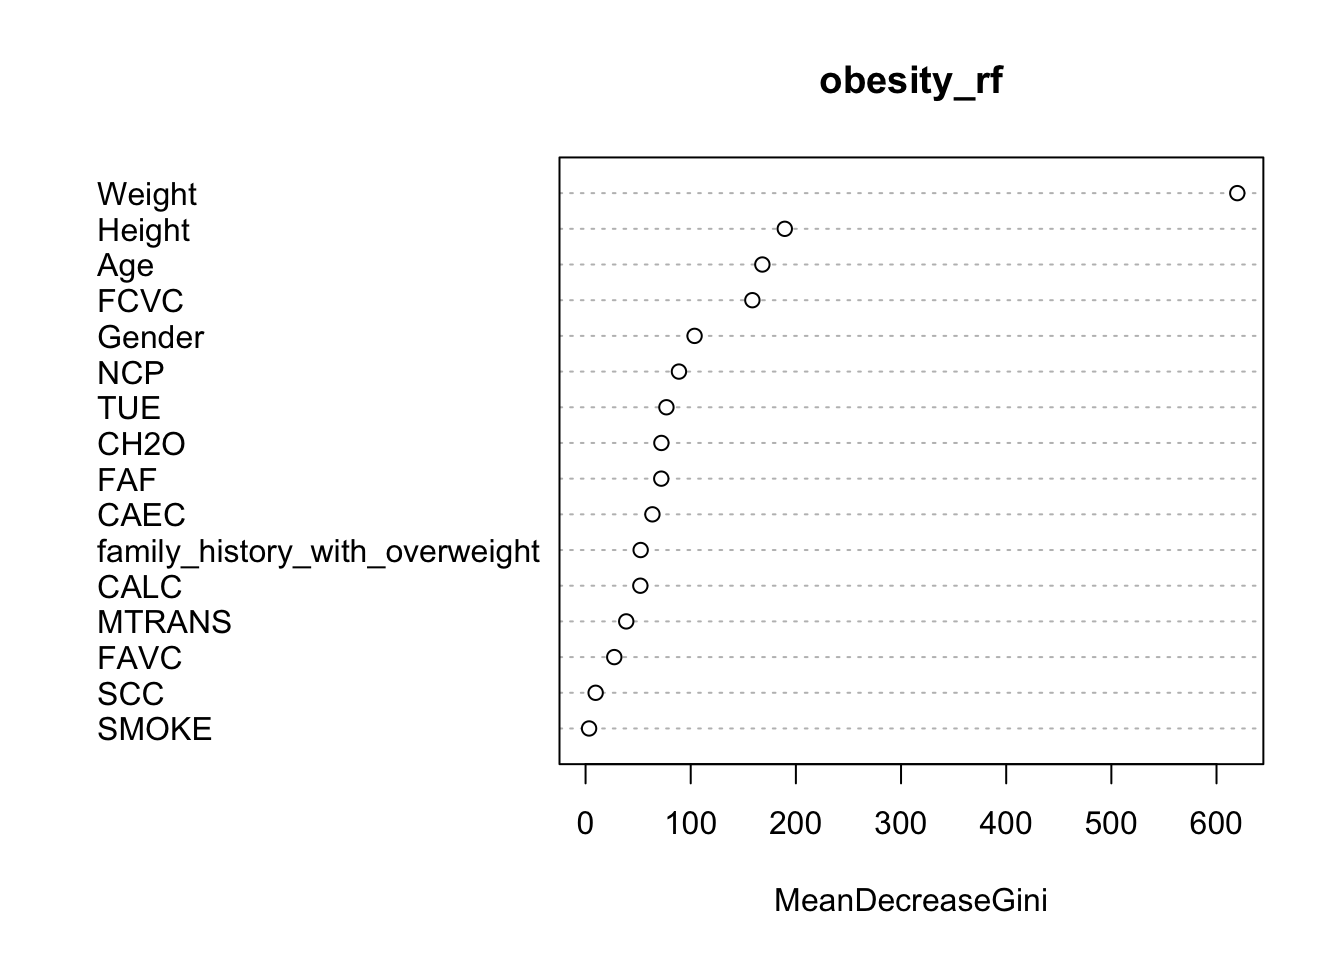 obesity_rf
Weight
Height
Age
FCVC
Gender
NCP
TUE
CH2O
FAF
CAEC
family_history_with_overweight
CALC
MTRANS
FAVC
SCC
SMOKE
0 100 200 300 400 500 600
MeanDecreaseGini